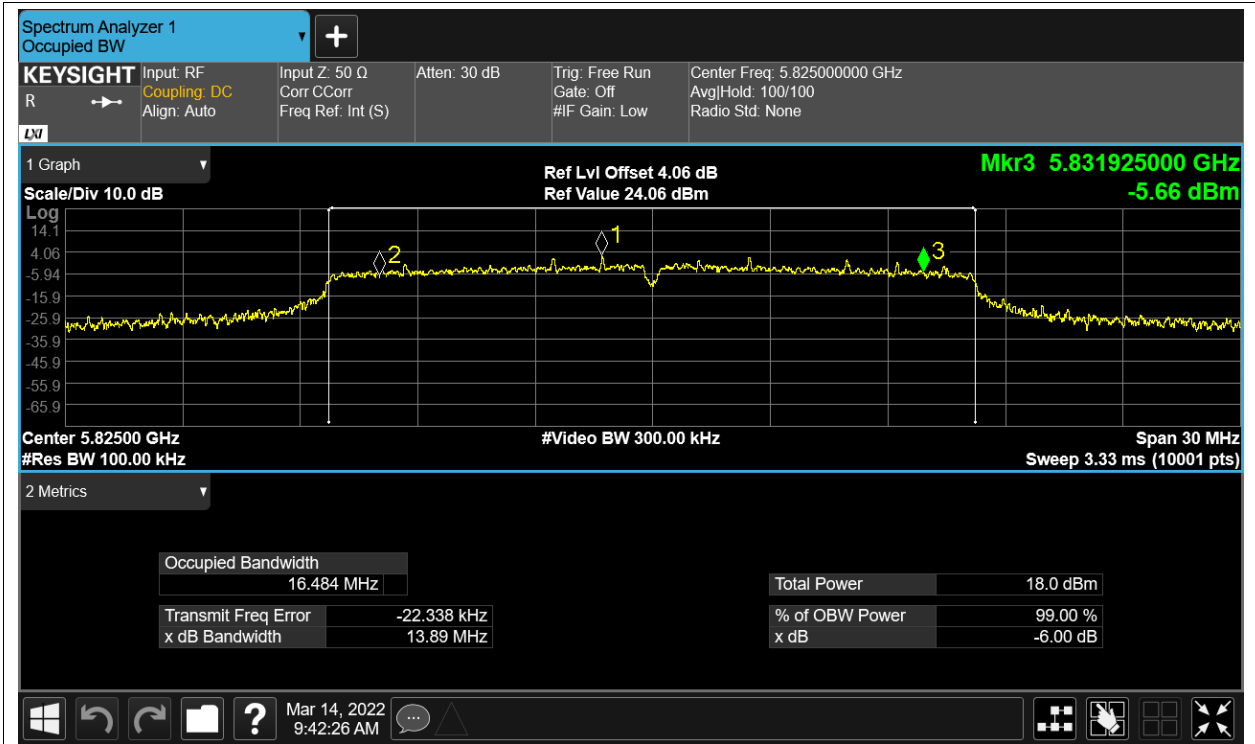 Spectrum Analyzer 1
Occupied BW
KEYSIGHT
R
LXI
Input: RF
Coupling: DC
Align: Auto
Input Z: 50 Ω
Corr CCorr
Freq Ref: Int (S)
Atten: 30 dB
Trig: Free Run
Gate: Off
#IF Gain: Low
Center Freq: 5.825000000 GHz
Avg|Hold: 100/100
Radio Std: None
1 Graph
Scale/Div 10.0 dB
Ref Lvl Offset 4.06 dB
Ref Value 24.06 dBm
Mkr3 5.831925000 GHz
-5.66 dBm
Log
14.1
4.06
-5.94
-15.9
-25.9
-35.9
-45.9
-55.9
-65.9
2
1
3
Center 5.82500 GHz
#Video BW 300.00 kHz
Span 30 MHz
#Res BW 100.00 kHz
Sweep 3.33 ms (10001 pts)
2 Metrics
Occupied Bandwidth
16.484 MHz
Transmit Freq Error -22.338 kHz
x dB Bandwidth 13.89 MHz
Total Power 18.0 dBm
% of OBW Power 99.00 %
x dB -6.00 dB
?
Mar 14, 2022
9:42:26 AM